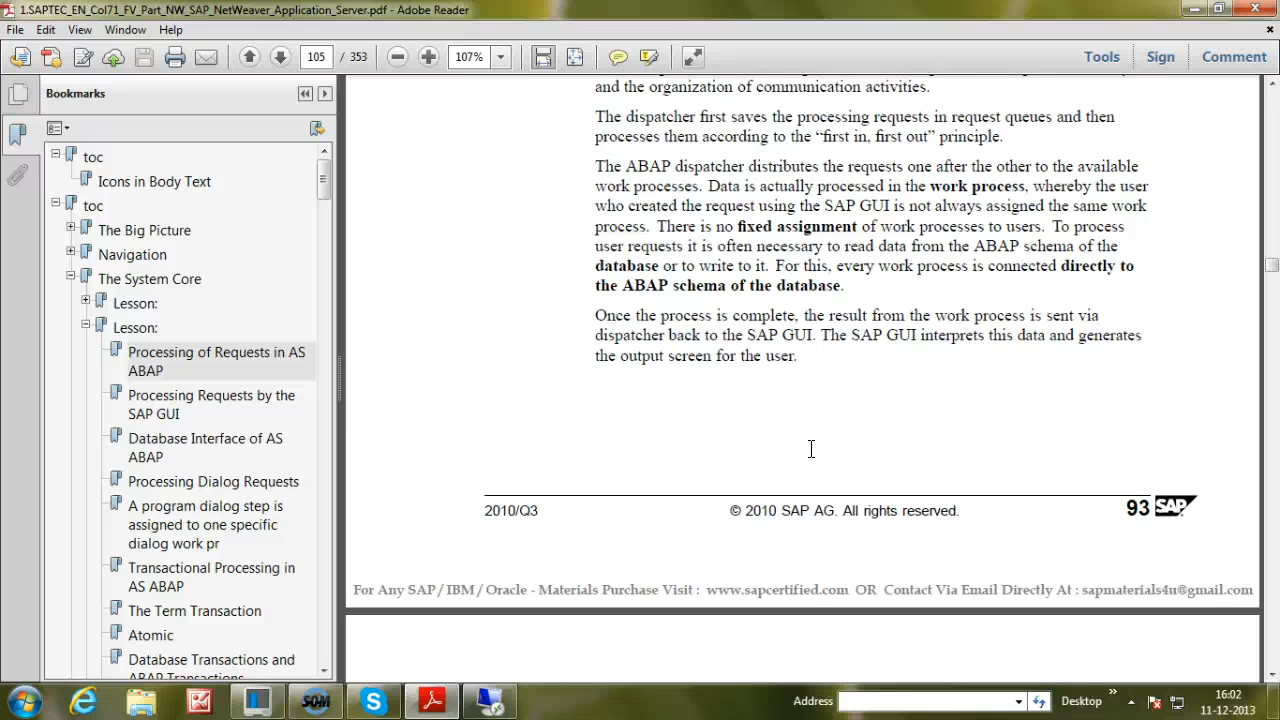 1.SAPTEC_EN_Col71_FV_Part_NW_SAP_NetWeaver_Application_Server.pdf - Adobe Reader
File Edit View Window Help
105 / 353 107% Tools Sign Comment
Bookmarks
toc
Icons in Body Text
toc
The Big Picture
Navigation
The System Core
Lesson:
Lesson:
Processing of Requests in AS
ABAP
Processing Requests by the
SAP GUI
Database Interface of AS
ABAP
Processing Dialog Requests
A program dialog step is
assigned to one specific
dialog work pr
Transactional Processing in
AS ABAP
The Term Transaction
Atomic
Database Transactions and
ABAP Transactions
and the organization of communication activities.
The dispatcher first saves the processing requests in request queues and then
processes them according to the “first in, first out” principle.
The ABAP dispatcher distributes the requests one after the other to the available
work processes. Data is actually processed in the work process, whereby the user
who created the request using the SAP GUI is not always assigned the same work
process. There is no fixed assignment of work processes to users. To process
user requests it is often necessary to read data from the ABAP schema of the
database or to write to it. For this, every work process is connected directly to
the ABAP schema of the database.
Once the process is complete, the result from the work process is sent via
dispatcher back to the SAP GUI. The SAP GUI interprets this data and generates
the output screen for the user.
2010/Q3 © 2010 SAP AG. All rights reserved. 93 SAP
For Any SAP / IBM / Oracle - Materials Purchase Visit : www.sapcertified.com OR Contact Via Email Directly At : sapmaterials4u@gmail.com
SQM Address Desktop 16:02
11-12-2013